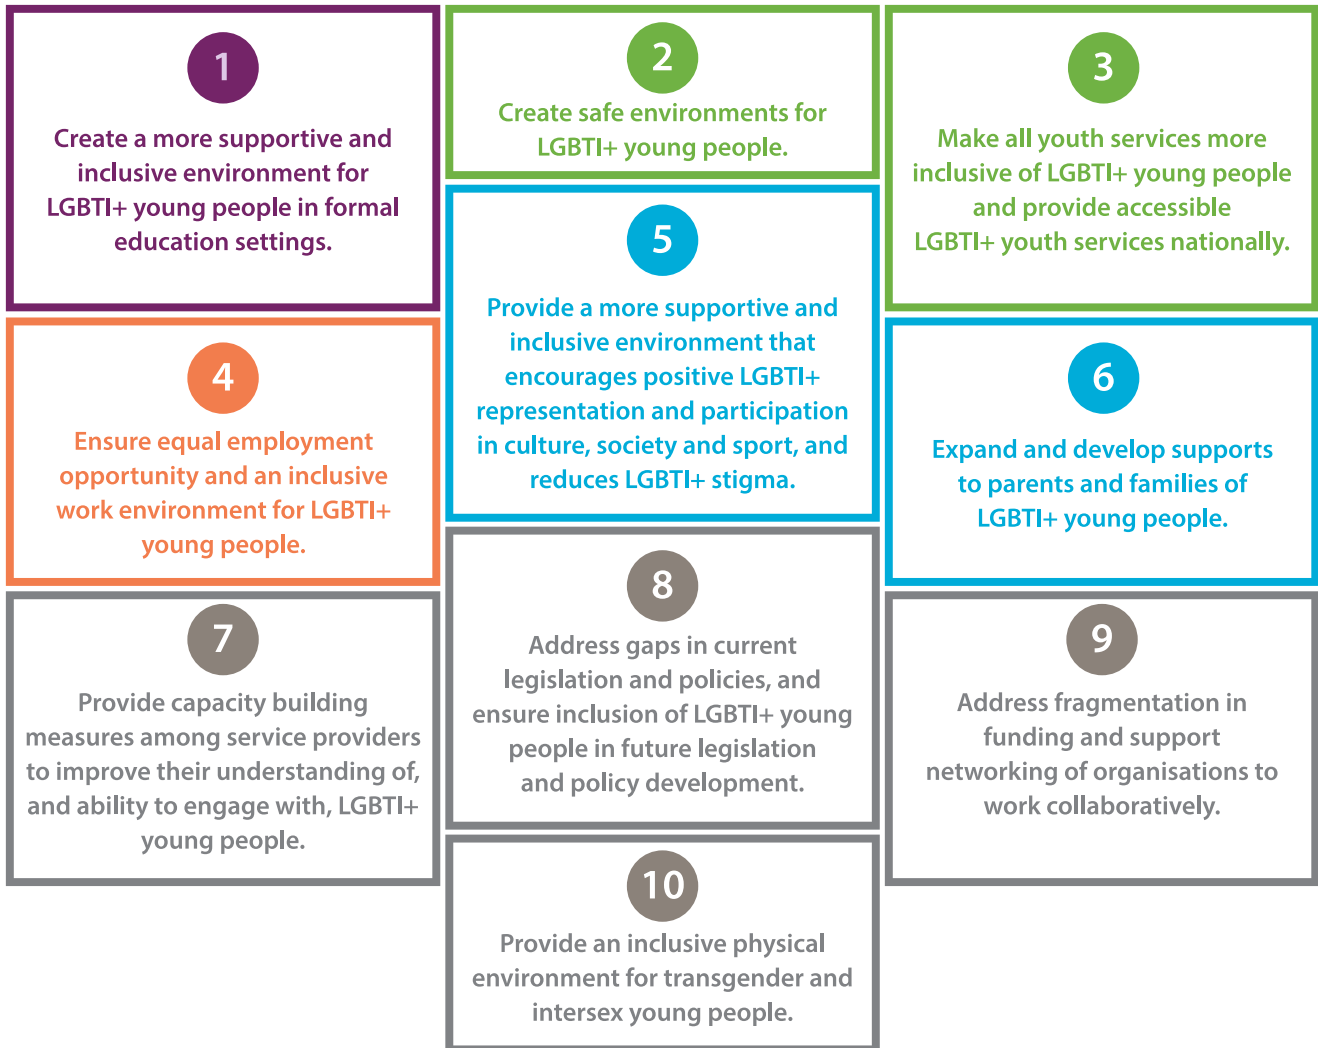 1
Create a more supportive and
inclusive environment for
LGBTI+ young people in formal
education settings.
2
Create safe environments for
LGBTI+ young people.
3
Make all youth services more
inclusive of LGBTI+ young people
and provide accessible
LGBTI+ youth services nationally.
4
Ensure equal employment
opportunity and an inclusive
work environment for LGBTI+
young people.
5
Provide a more supportive and
inclusive environment that
encourages positive LGBTI+
representation and participation
in culture, society and sport, and
reduces LGBTI+ stigma.
6
Expand and develop supports
to parents and families of
LGBTI+ young people.
7
Provide capacity building
measures among service providers
to improve their understanding of,
and ability to engage with, LGBTI+
young people.
8
Address gaps in current
legislation and policies, and
ensure inclusion of LGBTI+ young
people in future legislation
and policy development.
9
Address fragmentation in
funding and support
networking of organisations to
work collaboratively.
10
Provide an inclusive physical
environment for transgender and
intersex young people.